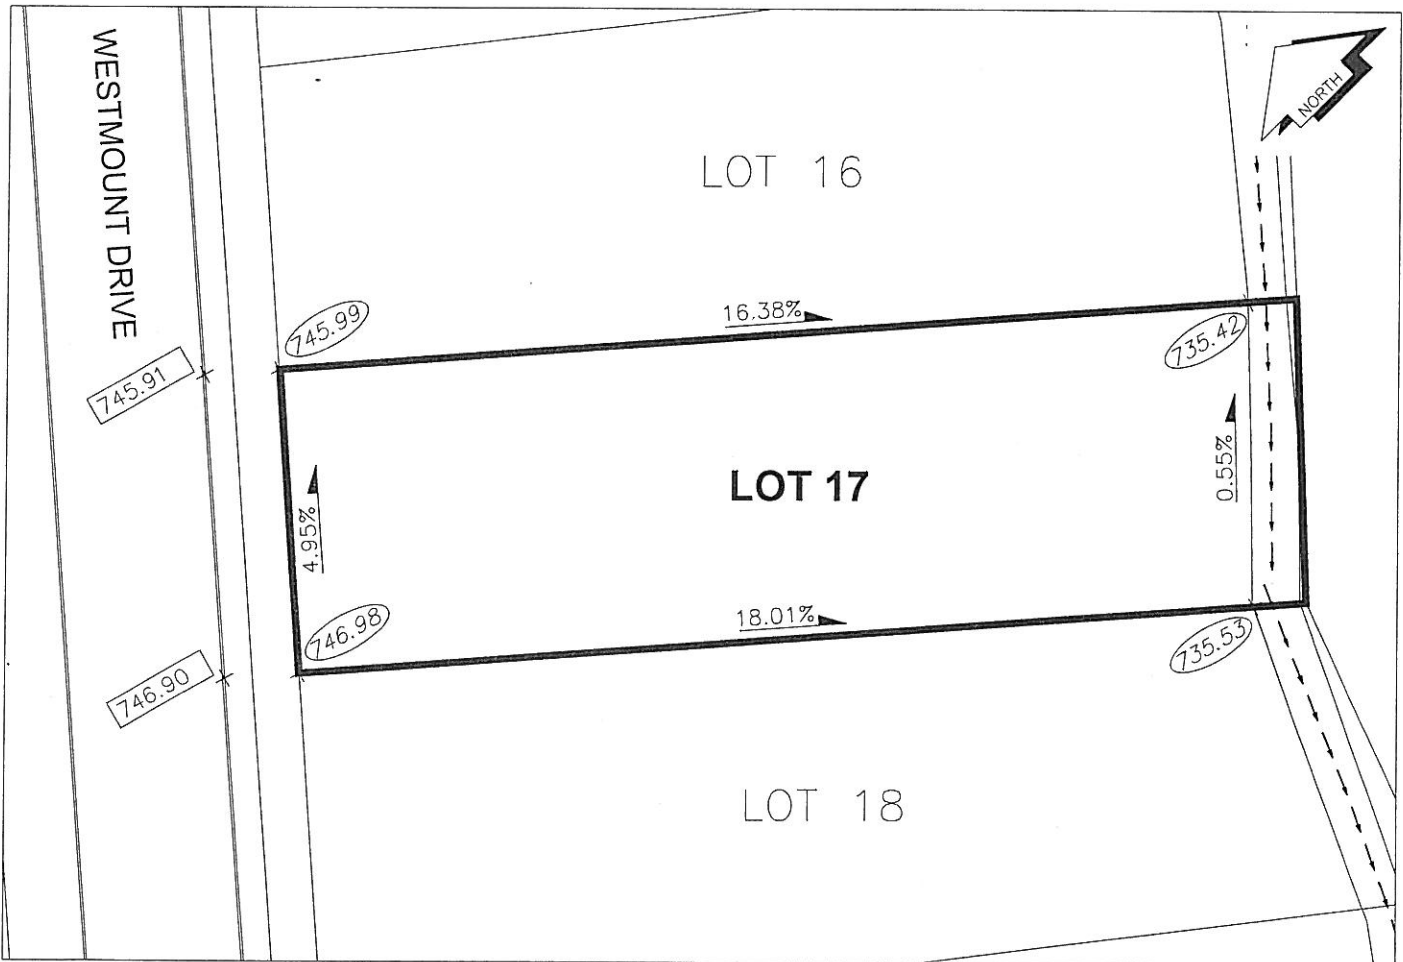 WESTMOUNT DRIVE
NORTH
LOT 16
745.99
16.38%
735.42
745.91
4.95%
LOT 17
0.55%
746.98
18.01%
735.53
746.90
LOT 18